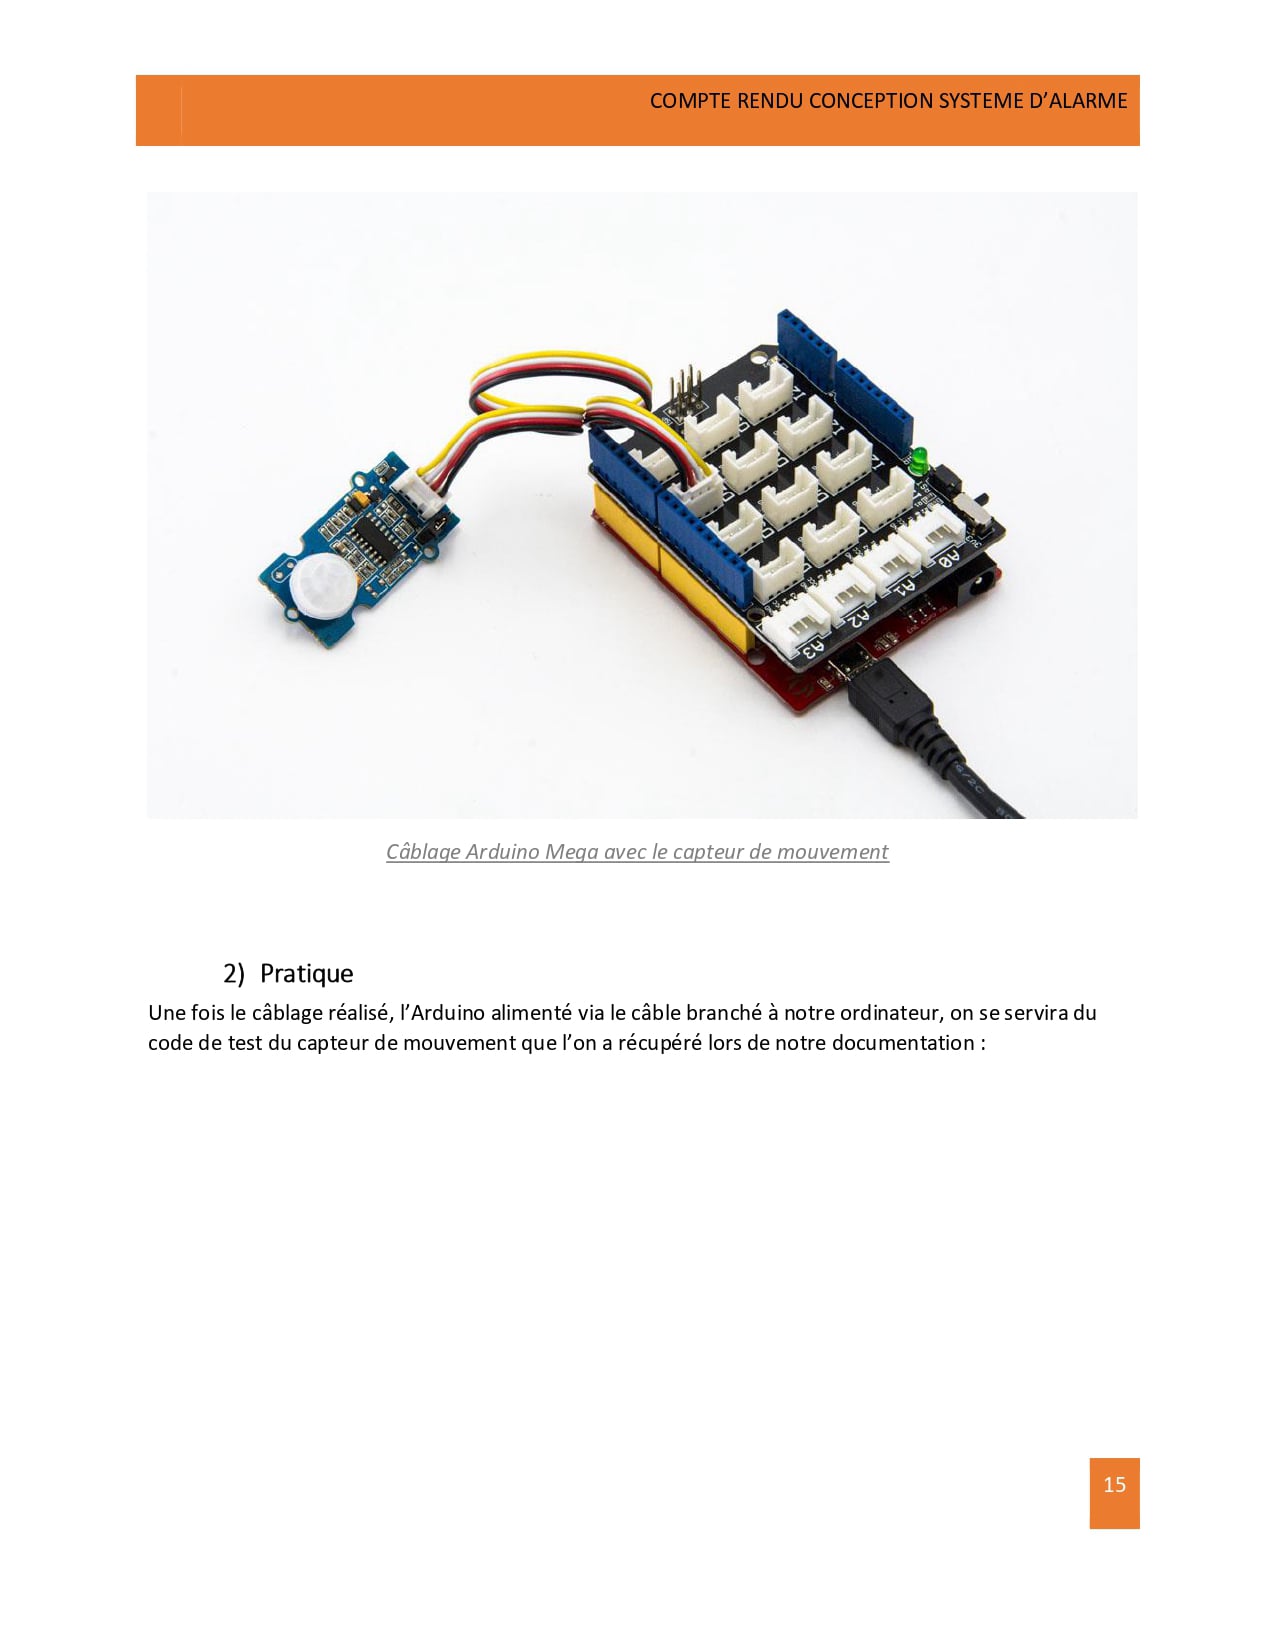 COMPTE RENDU CONCEPTION SYSTEME D’ALARME
A0
A1
A2
A3
Câblage Arduino Mega avec le capteur de mouvement
2) Pratique
Une fois le câblage réalisé, l’Arduino alimenté via le câble branché à notre ordinateur, on se servira du
code de test du capteur de mouvement que l’on a récupéré lors de notre documentation :
15